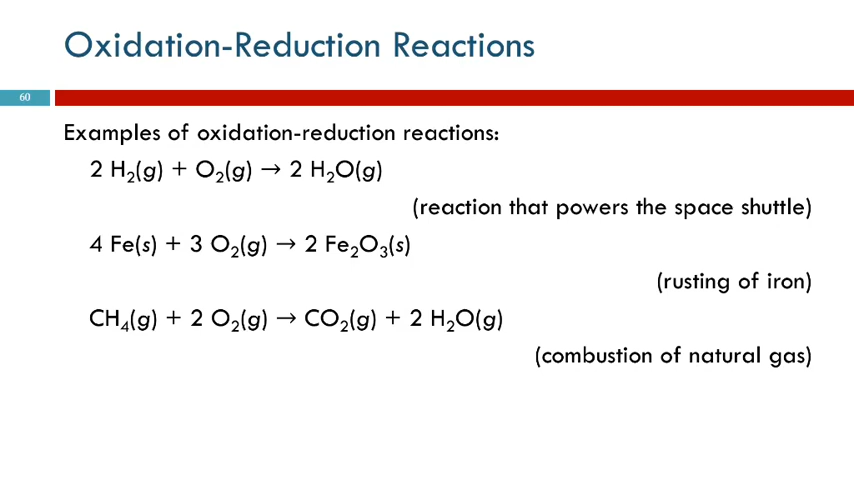 Oxidation-Reduction Reactions
60
Examples of oxidation-reduction reactions:
2 H₂(g) + O₂(g) → 2 H₂O(g)
(reaction that powers the space shuttle)
4 Fe(s) + 3 O₂(g) → 2 Fe₂O₃(s)
(rusting of iron)
CH₄(g) + 2 O₂(g) → CO₂(g) + 2 H₂O(g)
(combustion of natural gas)